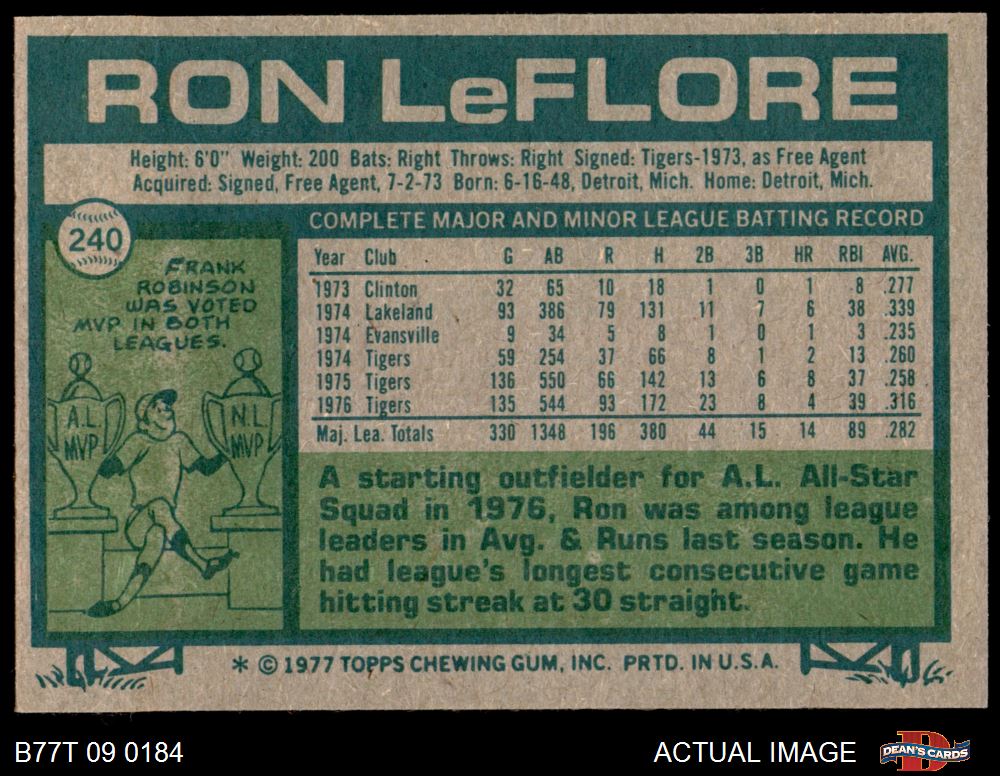 RON LeFLORE
Height: 6'0" Weight: 200 Bats: Right Throws: Right Signed: Tigers-1973, as Free Agent
Acquired: Signed, Free Agent, 7-2-73 Born: 6-16-48, Detroit, Mich. Home: Detroit, Mich.
240
FRANK
ROBINSON
WAS VOTED
MVP IN BOTH
LEAGUES.
A.L. N.L
MVP MVP
COMPLETE MAJOR AND MINOR LEAGUE BATTING RECORD
Year Club G AB R H 2B 3B HR RBI AVG.
1973 Clinton 32 65 10 18 1 0 1 8 .277
1974 Lakeland 93 386 79 131 11 7 6 38 .339
1974 Evansville 9 34 5 8 1 0 1 3 .235
1974 Tigers 59 254 37 66 8 1 2 13 .260
1975 Tigers 136 550 66 142 13 6 8 37 .258
1976 Tigers 135 544 93 172 23 8 4 39 .316
Maj. Lea. Totals 330 1348 196 380 44 15 14 89 .282
A starting outfielder for A.L. All-Star
Squad in 1976, Ron was among league
leaders in Avg. & Runs last season. He
had league's longest consecutive game
hitting streak at 30 straight.
* © 1977 TOPPS CHEWING GUM, INC. PRTD. IN U.S.A.
B77T 09 0184
ACTUAL IMAGE
D
DEAN'S CARDS